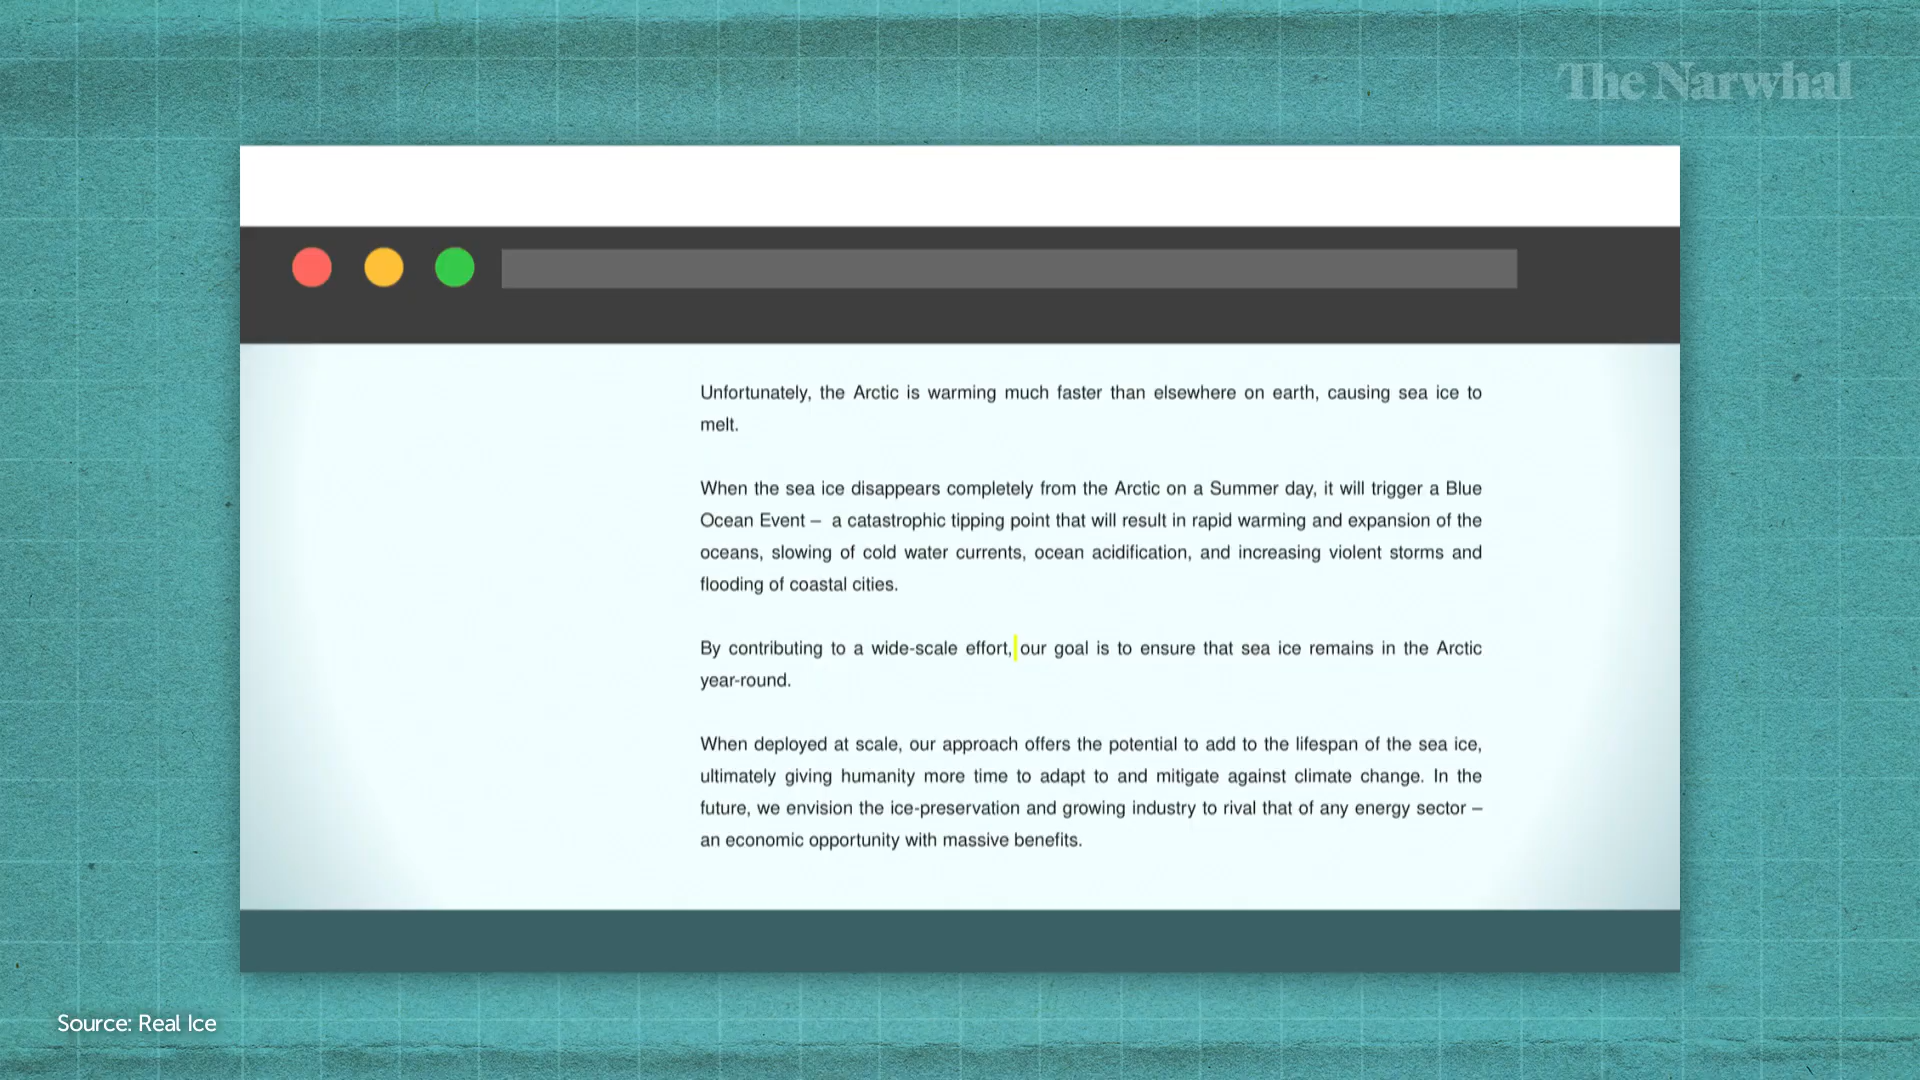 The Narwhal
Unfortunately, the Arctic is warming much faster than elsewhere on earth, causing sea ice to
melt.
When the sea ice disappears completely from the Arctic on a Summer day, it will trigger a Blue
Ocean Event – a catastrophic tipping point that will result in rapid warming and expansion of the
oceans, slowing of cold water currents, ocean acidification, and increasing violent storms and
flooding of coastal cities.
By contributing to a wide-scale effort, our goal is to ensure that sea ice remains in the Arctic
year-round.
When deployed at scale, our approach offers the potential to add to the lifespan of the sea ice,
ultimately giving humanity more time to adapt to and mitigate against climate change. In the
future, we envision the ice-preservation and growing industry to rival that of any energy sector –
an economic opportunity with massive benefits.
Source: Real Ice